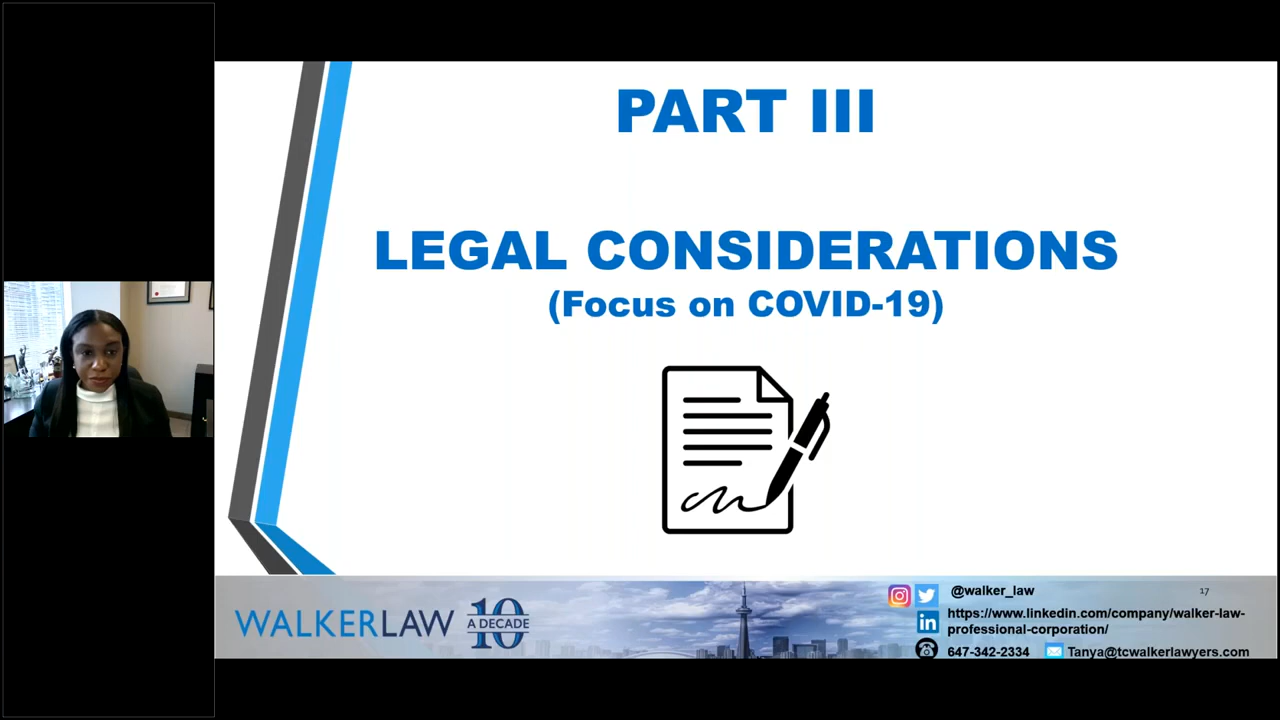 PART III
LEGAL CONSIDERATIONS
(Focus on COVID-19)
WALKERLAW 10
A DECADE
@walker_law
17
https://www.linkedin.com/company/walker-law-
professional-corporation/
647-342-2334 Tanya@tcwalkerlawyers.com